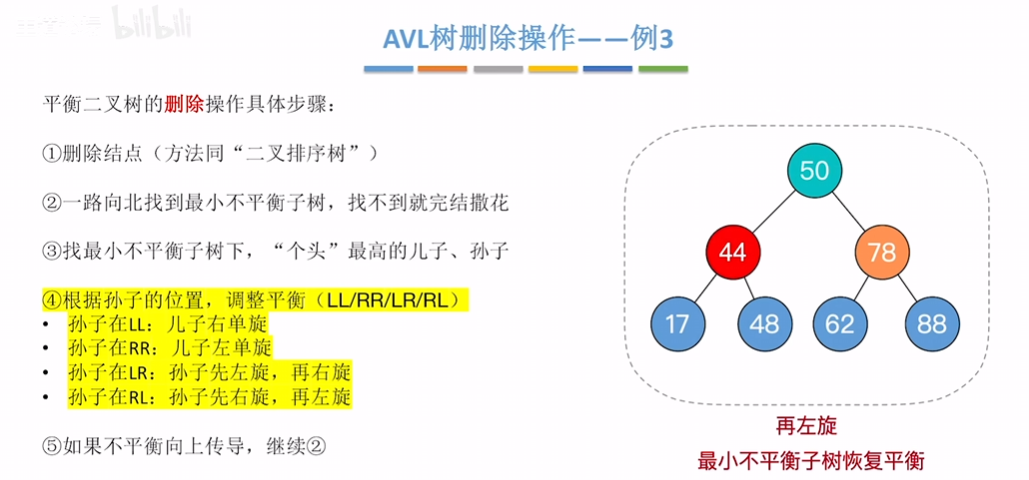 bilibili
AVL树删除操作——例3
平衡二叉树的删除操作具体步骤：
①删除结点（方法同“二叉排序树”）
②一路向北找到最小不平衡子树，找不到就完结撒花
③找最小不平衡子树下，“个头”最高的儿子、孙子
④根据孙子的位置，调整平衡（LL/RR/LR/RL）
• 孙子在LL：儿子右单旋
• 孙子在RR：儿子左单旋
• 孙子在LR：孙子先左旋，再右旋
• 孙子在RL：孙子先右旋，再左旋
⑤如果不平衡向上传导，继续②
50
44 78
17 48 62 88
再左旋
最小不平衡子树恢复平衡